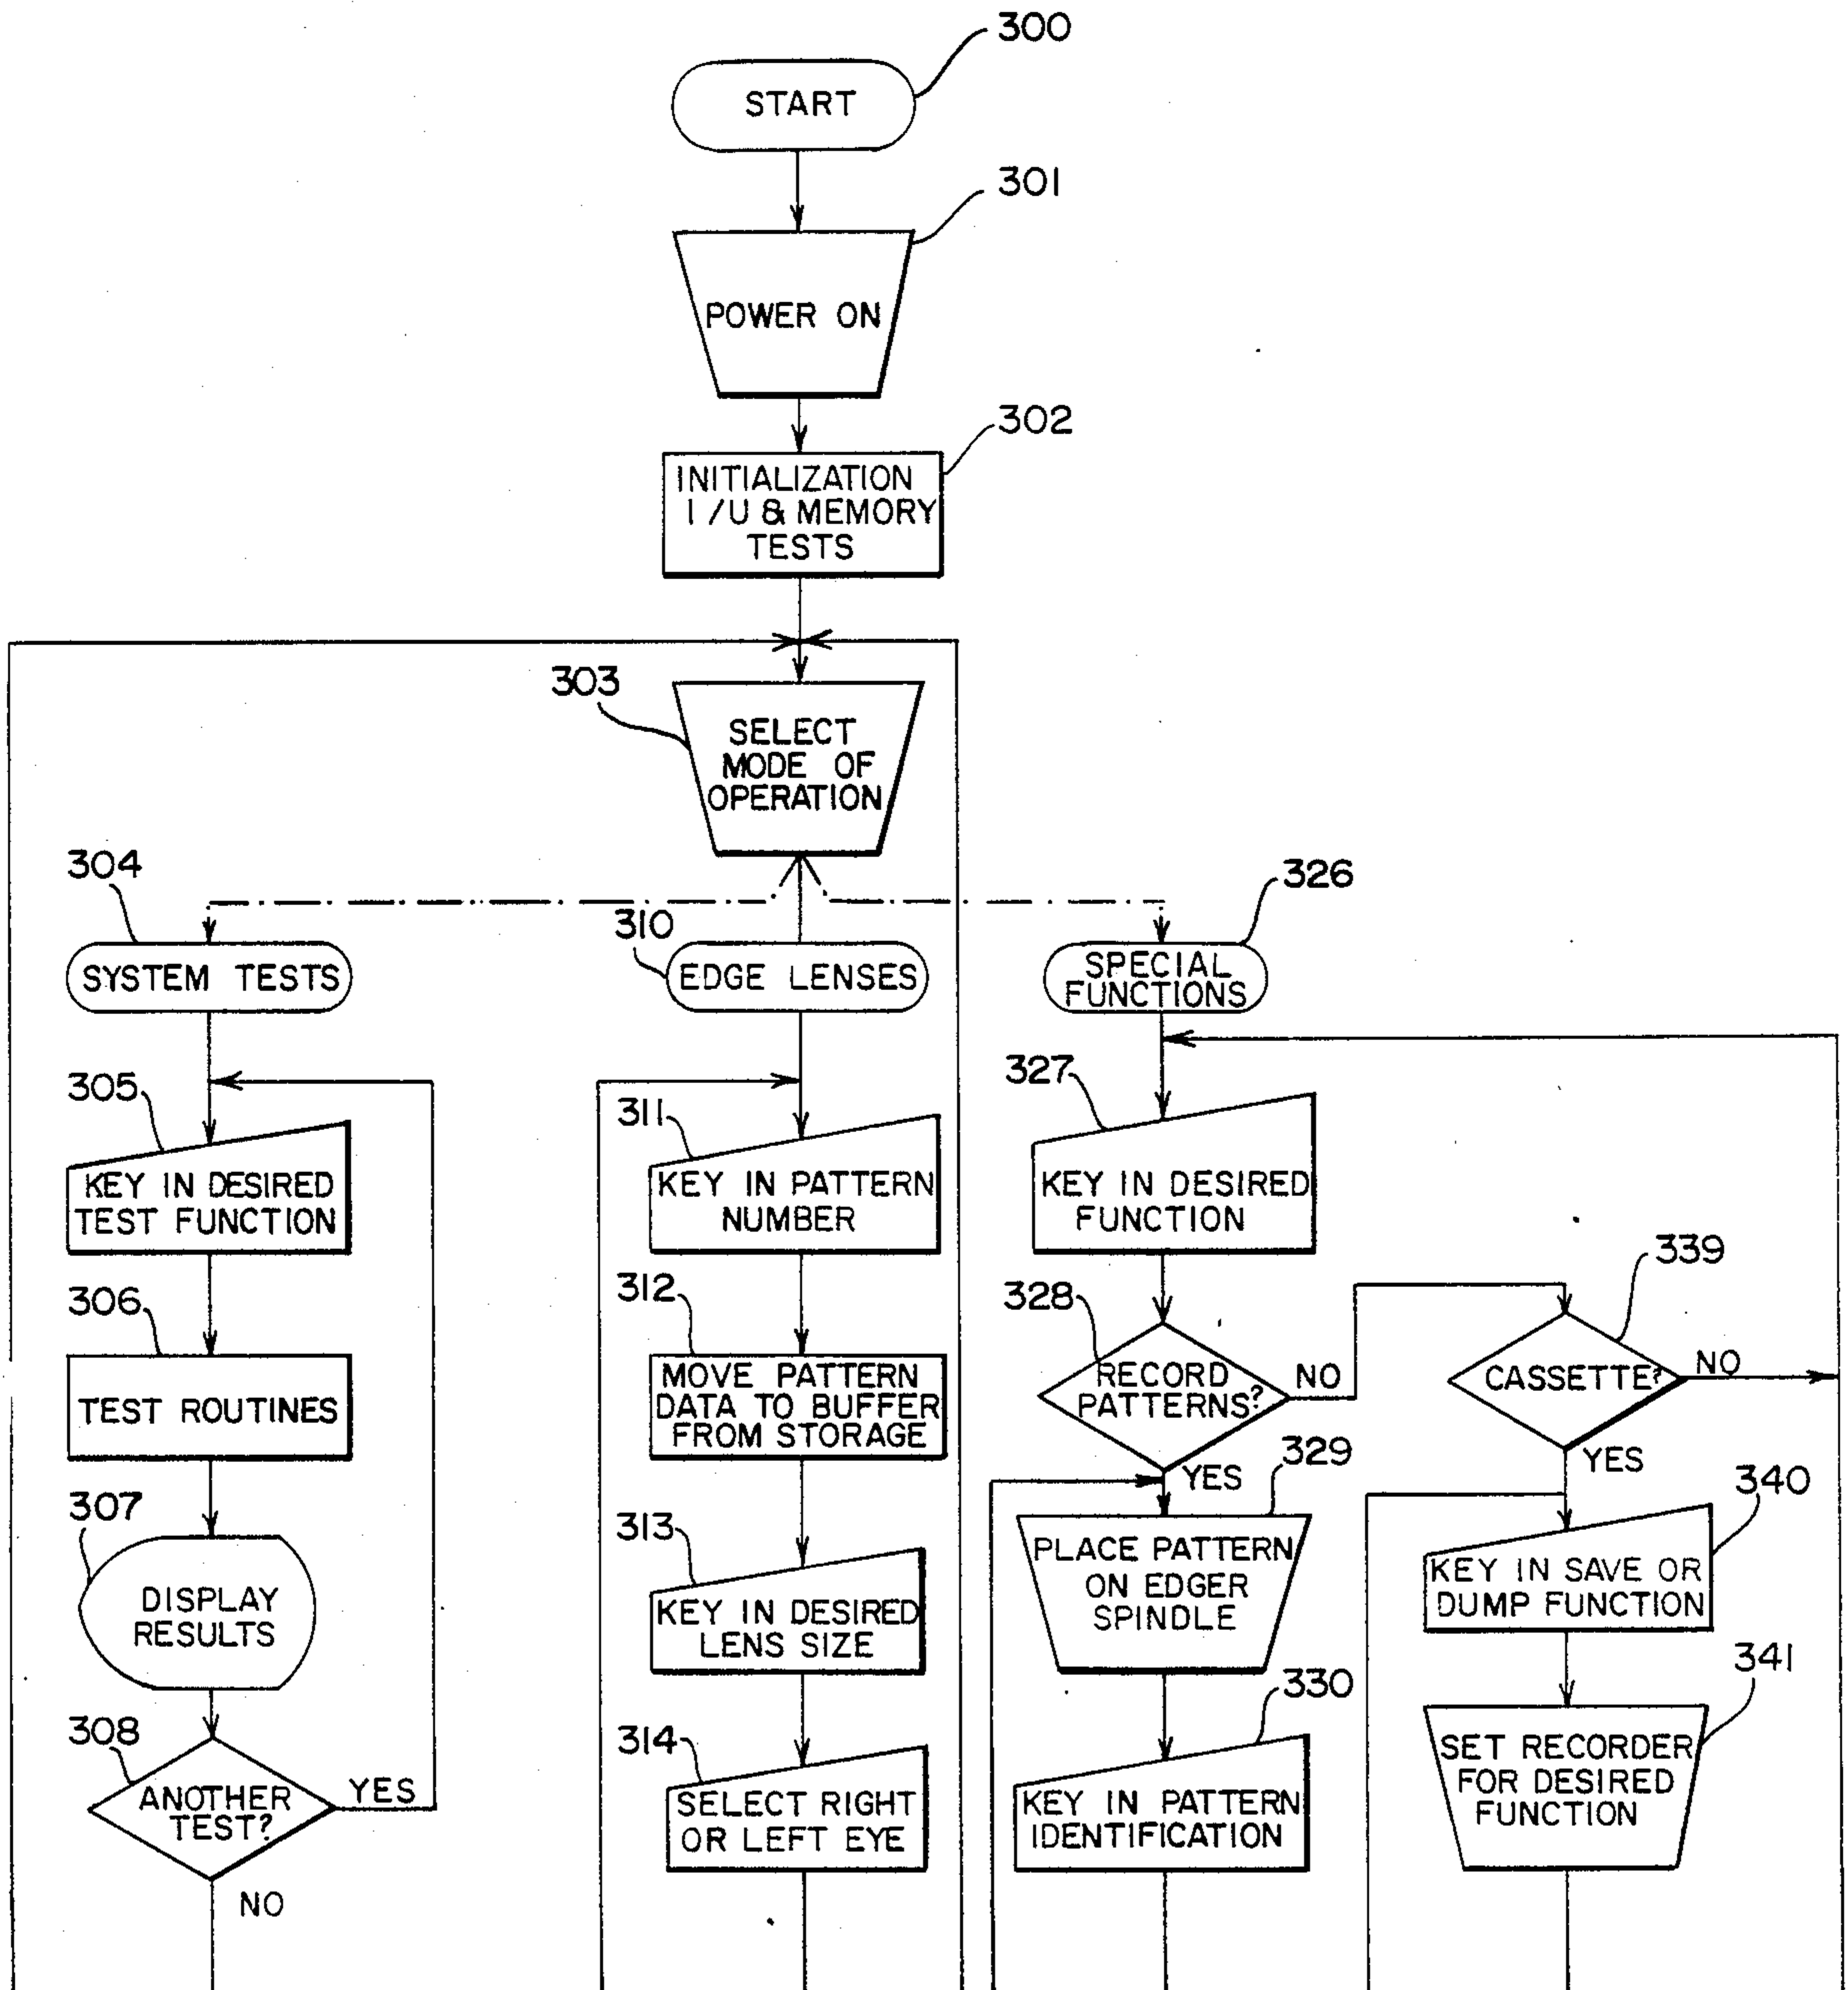 300
START
301
POWER ON
302
INITIALIZATION
I/U & MEMORY
TESTS
303
SELECT
MODE OF
OPERATION
304
SYSTEM TESTS
305
KEY IN DESIRED
TEST FUNCTION
306
TEST ROUTINES
307
DISPLAY
RESULTS
308
ANOTHER
TEST?
YES
NO
310
EDGE LENSES
311
KEY IN PATTERN
NUMBER
312
MOVE PATTERN
DATA TO BUFFER
FROM STORAGE
313
KEY IN DESIRED
LENS SIZE
314
SELECT RIGHT
OR LEFT EYE
326
SPECIAL
FUNCTIONS
327
KEY IN DESIRED
FUNCTION
328
RECORD
PATTERNS?
NO
YES
329
PLACE PATTERN
ON EDGER
SPINDLE
330
KEY IN PATTERN
IDENTIFICATION
339
CASSETTE?
NO
YES
340
KEY IN SAVE OR
DUMP FUNCTION
341
SET RECORDER
FOR DESIRED
FUNCTION